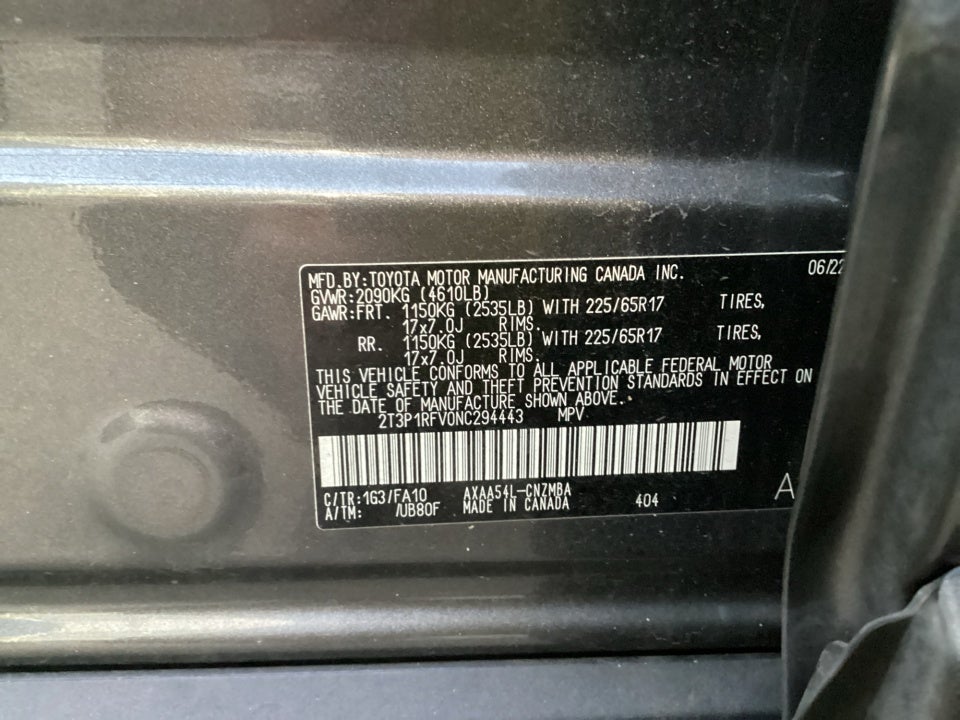 MFD.BY:TOYOTA MOTOR MANUFACTURING CANADA INC. 06/22
GVWR:2090KG (4610LB)
GAWR:FRT. 1150KG (2535LB) WITH 225/65R17 TIRES,
17x7.0J RIMS.
RR. 1150KG (2535LB) WITH 225/65R17 TIRES,
17x7.0J RIMS.
THIS VEHICLE CONFORMS TO ALL APPLICABLE FEDERAL MOTOR
VEHICLE SAFETY AND THEFT PREVENTION STANDARDS IN EFFECT ON
THE DATE OF MANUFACTURE SHOWN ABOVE.
2T3P1RFV0NC294443 MPV
C/TR:1G3/FA10 AXAA54L-CNZMBA
A/TM: /UB80F MADE IN CANADA 404 A